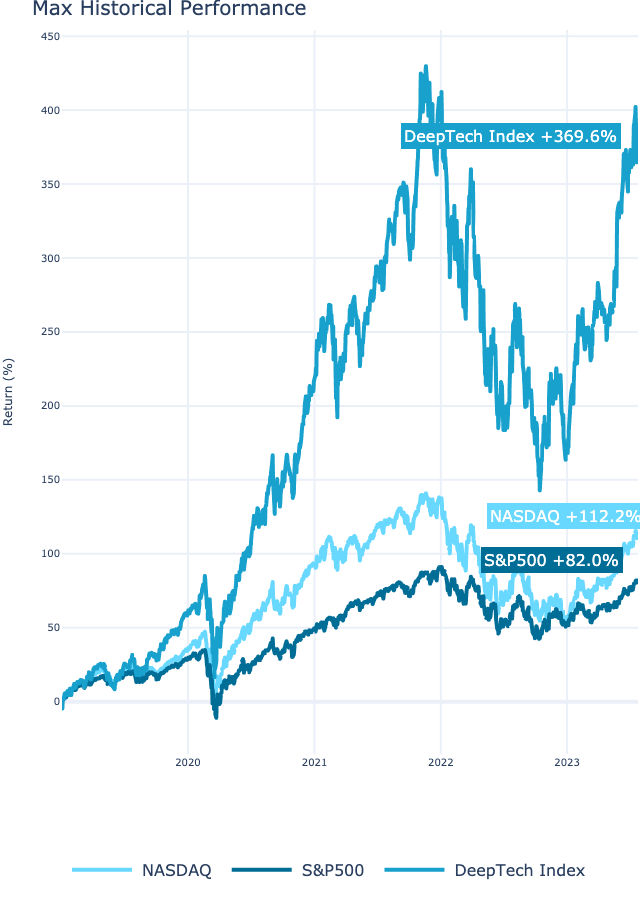 Max Historical Performance
450
400
DeepTech Index +369.6%
350
300
250
Return (%)
200
150
NASDAQ +112.2%
100
S&P500 +82.0%
50
0
2020 2021 2022 2023
NASDAQ S&P500 DeepTech Index